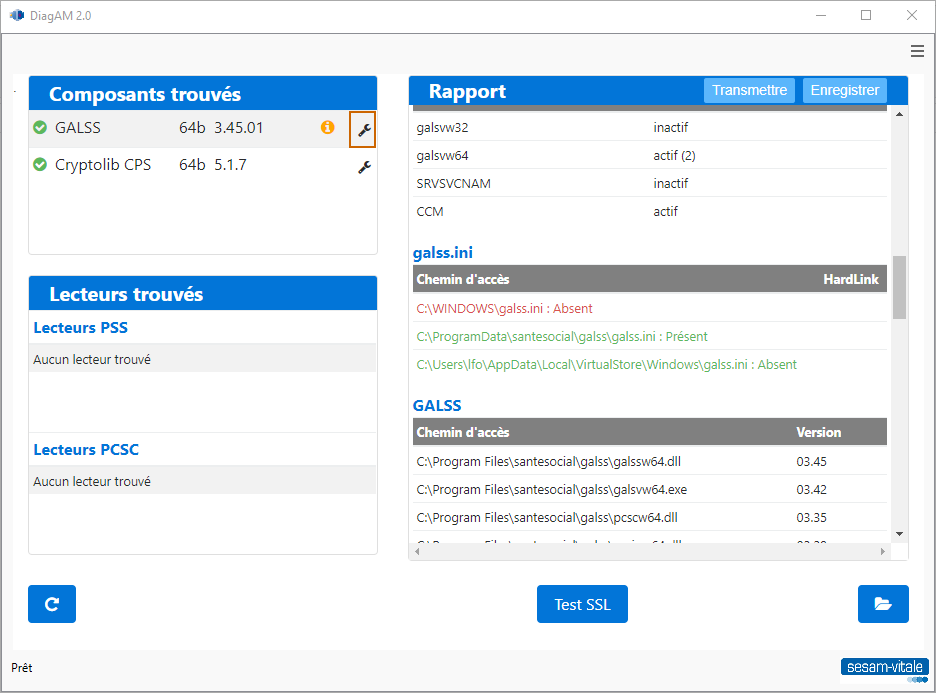 DiagAM 2.0
Composants trouvés
GALSS 64b 3.45.01
Cryptolib CPS 64b 5.1.7
Lecteurs trouvés
Lecteurs PSS
Aucun lecteur trouvé
Lecteurs PCSC
Aucun lecteur trouvé
Rapport Transmettre Enregistrer
galsvw32 inactif
galsvw64 actif (2)
SRVSVCNAM inactif
CCM actif
galss.ini
Chemin d'accès HardLink
C:\WINDOWS\galss.ini : Absent
C:\ProgramData\santesocial\galss\galss.ini : Présent
C:\Users\lfo\AppData\Local\VirtualStore\Windows\galss.ini : Absent
GALSS
Chemin d'accès Version
C:\Program Files\santesocial\galss\galssw64.dll 03.45
C:\Program Files\santesocial\galss\galsvw64.exe 03.42
C:\Program Files\santesocial\galss\pcscw64.dll 03.35
Test SSL
Prêt
sesam-vitale